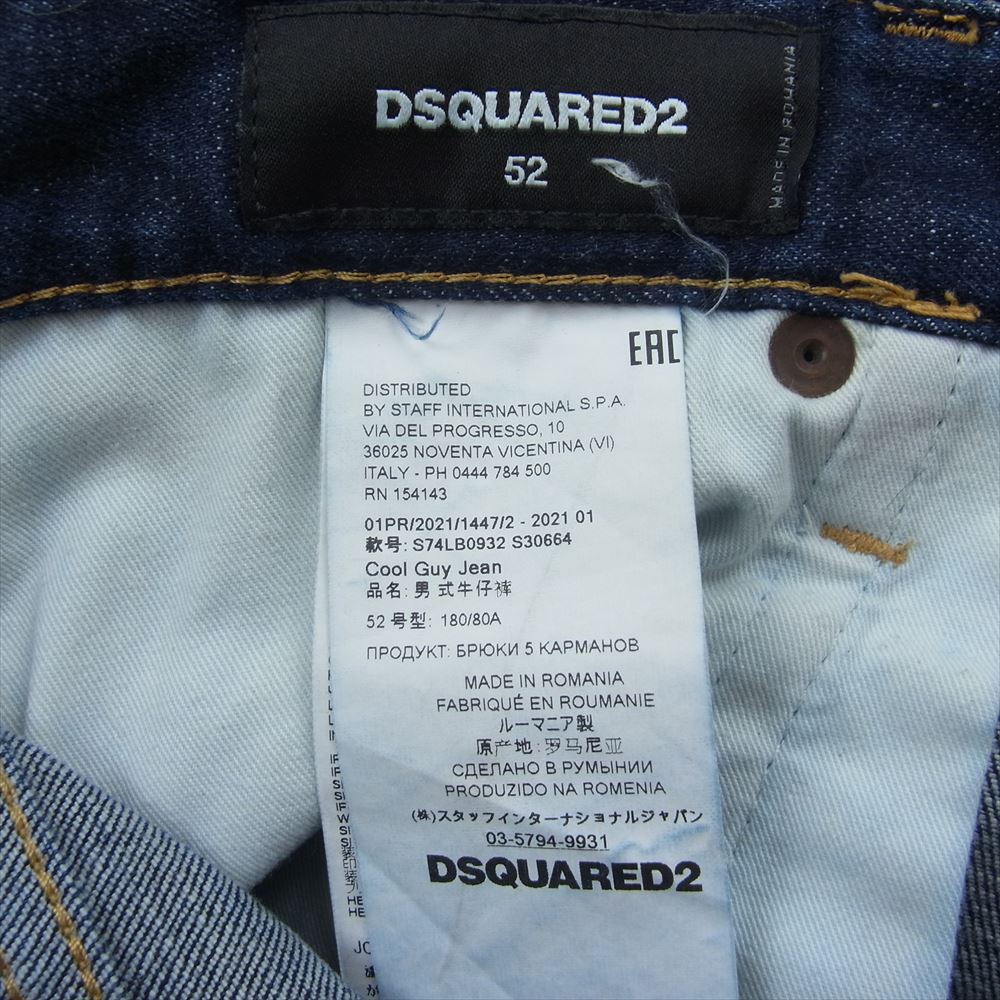 DSQUARED2
52
MADE IN ROMANIA
EAC
DISTRIBUTED
BY STAFF INTERNATIONAL S.P.A.
VIA DEL PROGRESSO, 10
36025 NOVENTA VICENTINA (VI)
ITALY - PH 0444 784 500
RN 154143
01PR/2021/1447/2 - 2021 01
款号: S74LB0932 S30664
Cool Guy Jean
品名: 男 式牛仔裤
52 号型: 180/80A
ПРОДУКТ: БРЮКИ 5 КАРМАНОВ
MADE IN ROMANIA
FABRIQUÉ EN ROUMANIE
ルーマニア製
原产地: 罗马尼亚
СДЕЛАНО В РУМЫНИИ
PRODUZIDO NA ROMENIA
(株)スタッフインターナショナルジャパン
03-5794-9931
DSQUARED2